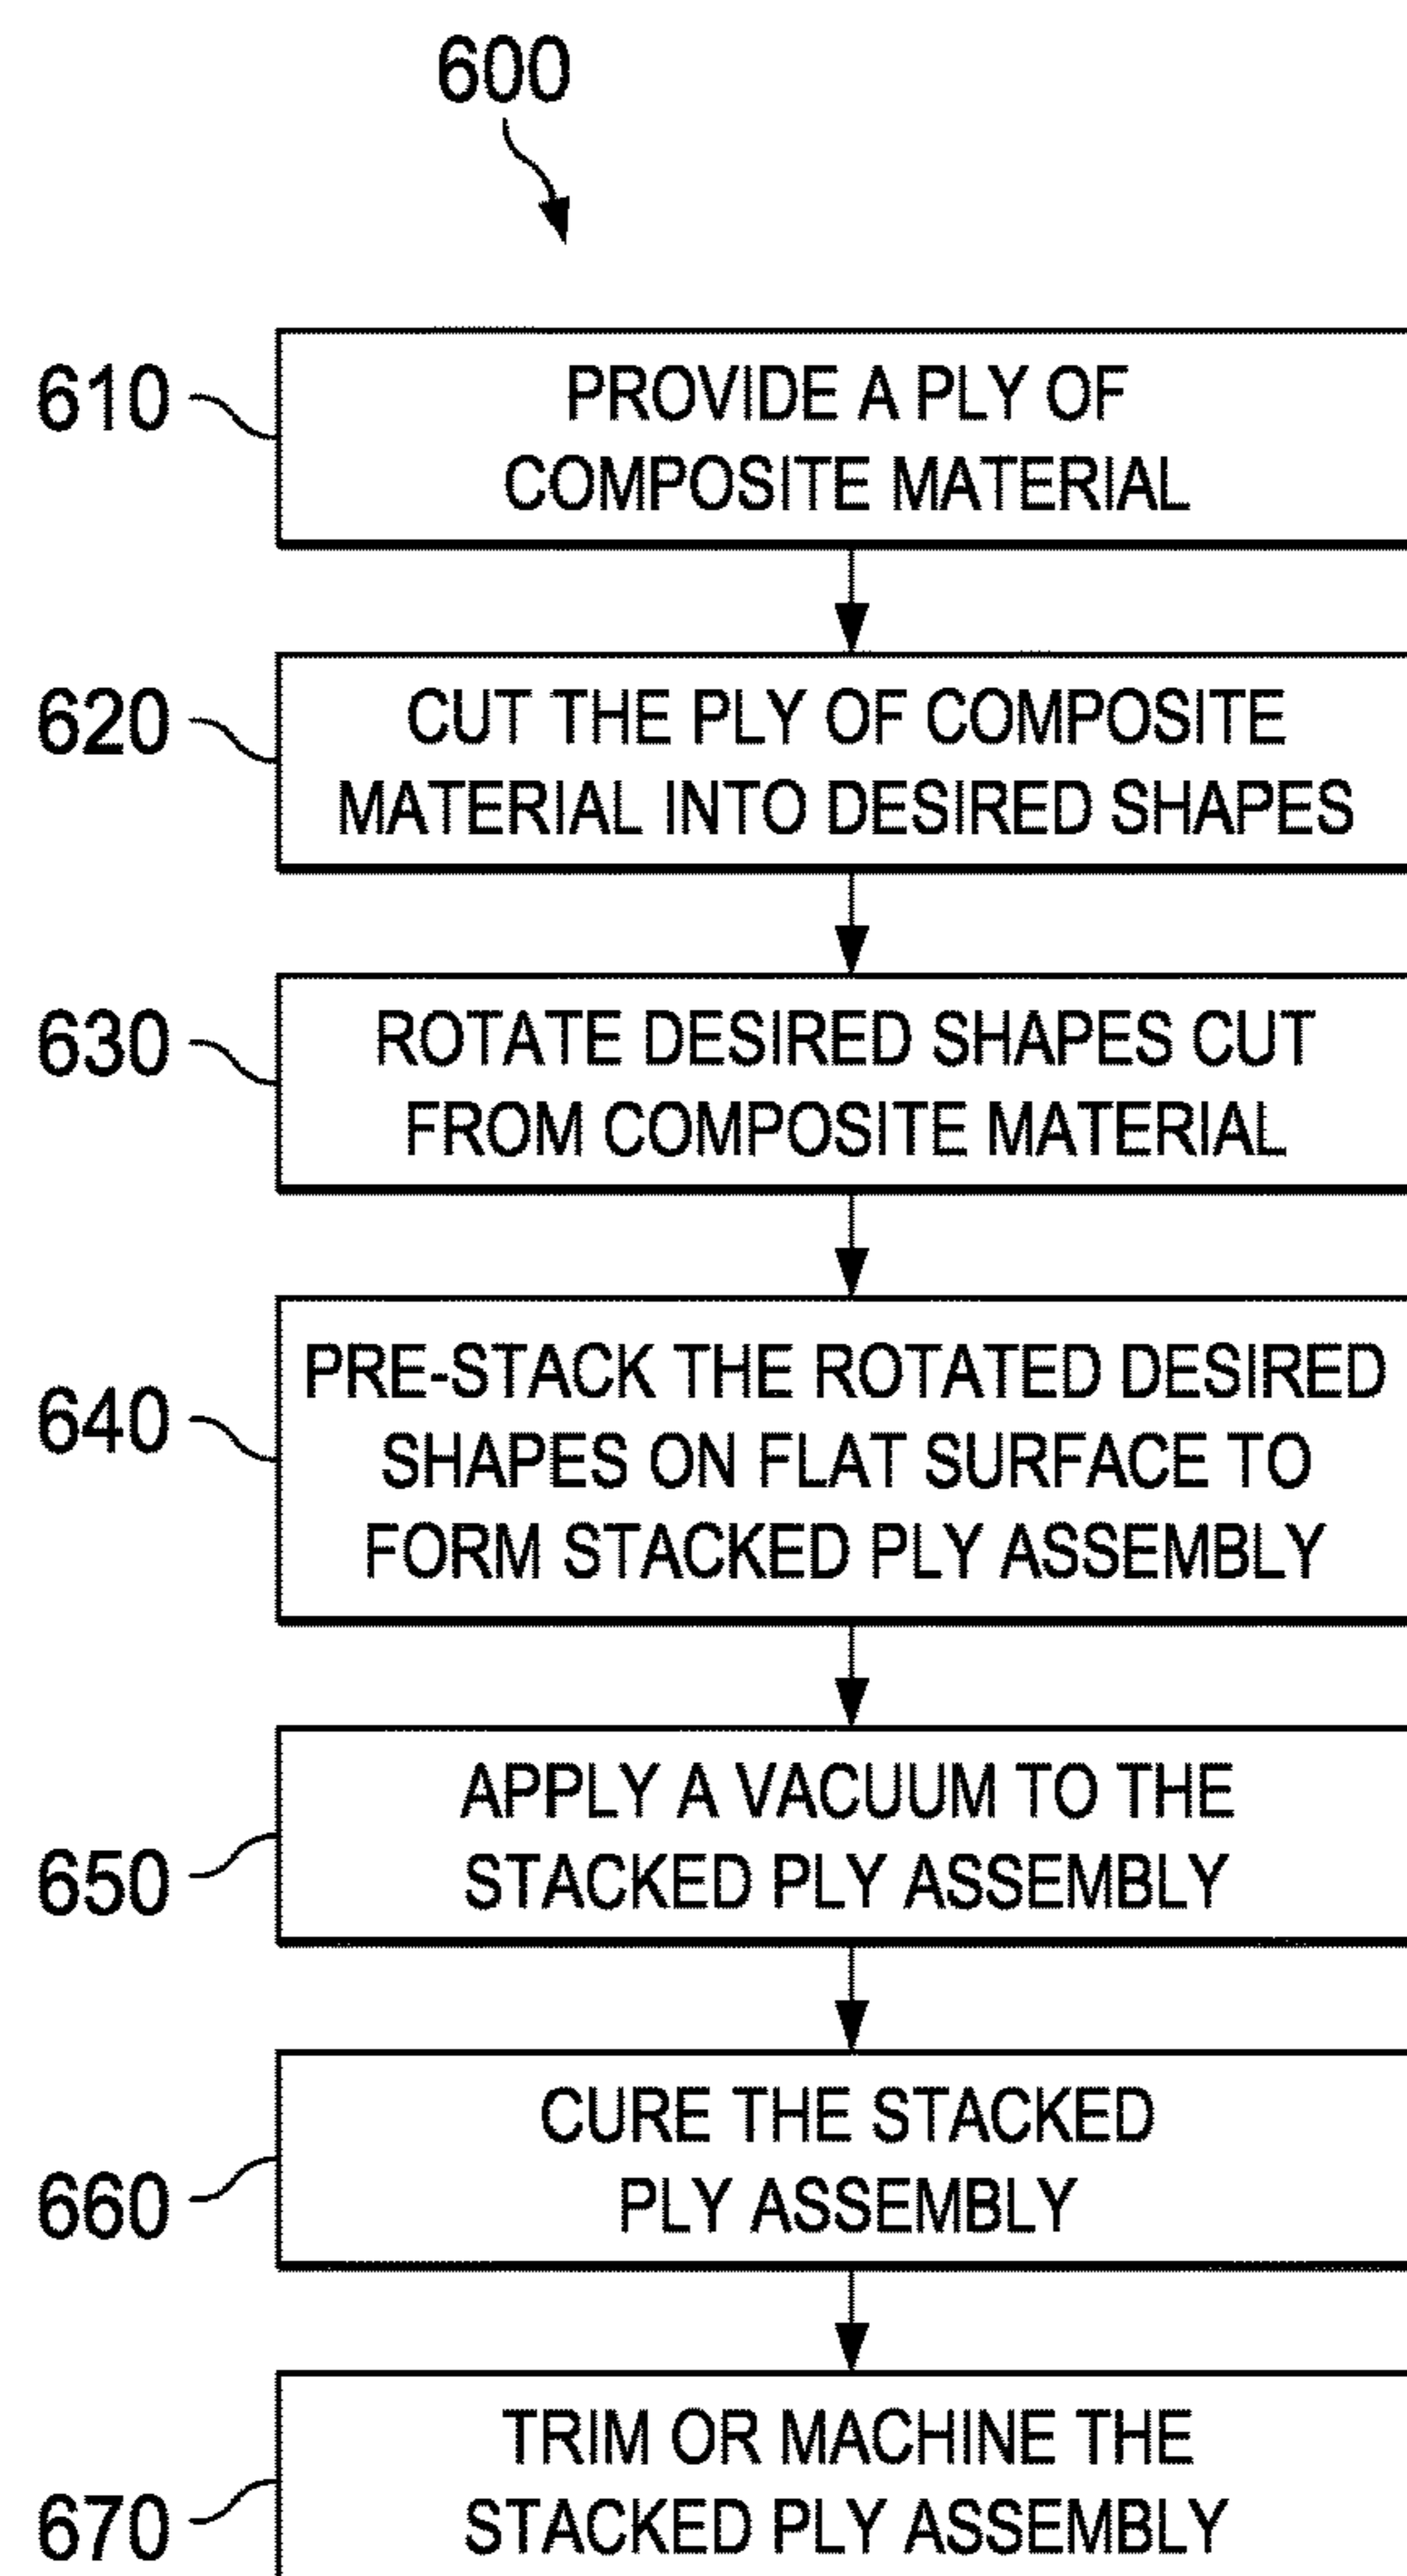 600
610
PROVIDE A PLY OF
COMPOSITE MATERIAL
620
CUT THE PLY OF COMPOSITE
MATERIAL INTO DESIRED SHAPES
630
ROTATE DESIRED SHAPES CUT
FROM COMPOSITE MATERIAL
640
PRE-STACK THE ROTATED DESIRED
SHAPES ON FLAT SURFACE TO
FORM STACKED PLY ASSEMBLY
650
APPLY A VACUUM TO THE
STACKED PLY ASSEMBLY
660
CURE THE STACKED
PLY ASSEMBLY
670
TRIM OR MACHINE THE
STACKED PLY ASSEMBLY